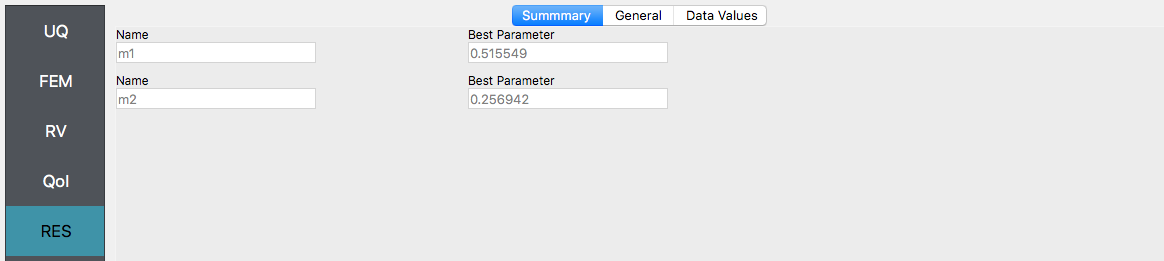 Summmary General Data Values
UQ
FEM
RV
QoI
RES
Name Best Parameter
m1 0.515549
Name Best Parameter
m2 0.256942